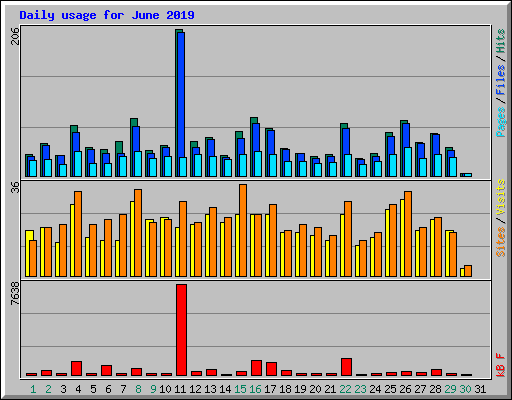 Daily usage for June 2019
206
Pages / Files / Hits
36
Sites / Visits
7638
kB F
1 2 3 4 5 6 7 8 9 10 11 12 13 14 15 16 17 18 19 20 21 22 23 24 25 26 27 28 29 30 31